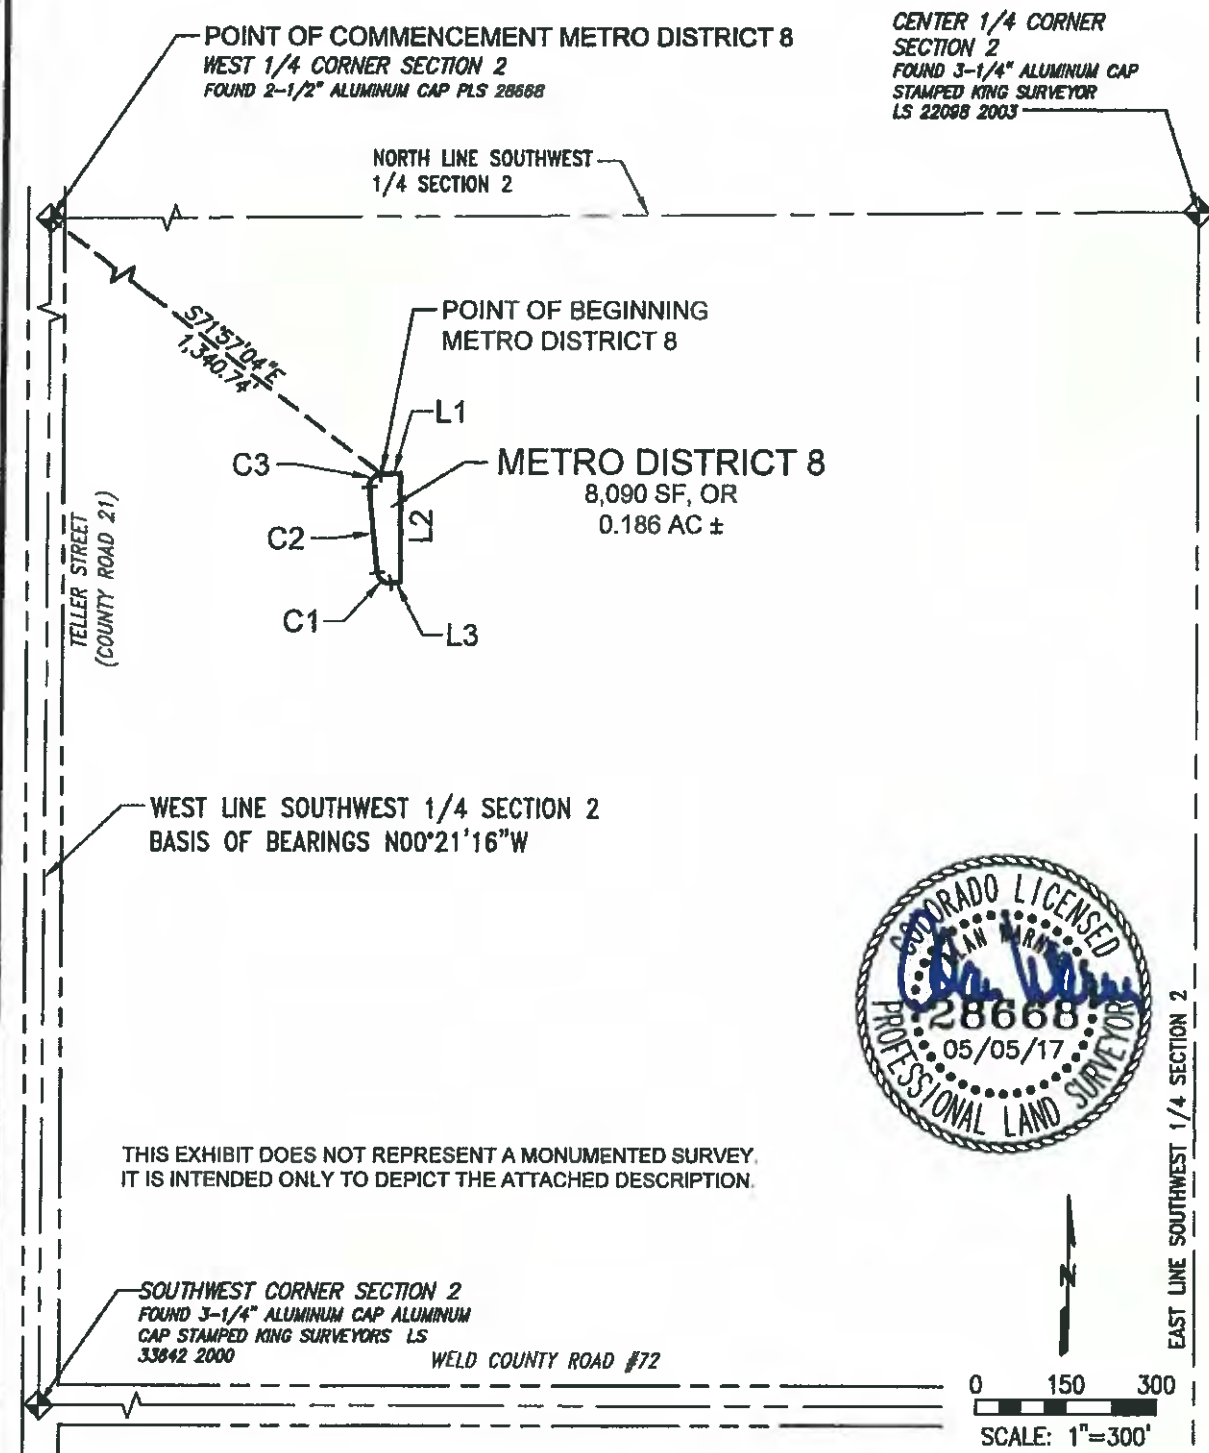 POINT OF COMMENCEMENT METRO DISTRICT 8
WEST 1/4 CORNER SECTION 2
FOUND 2-1/2" ALUMINUM CAP PLS 28668
CENTER 1/4 CORNER
SECTION 2
FOUND 3-1/4" ALUMINUM CAP
STAMPED KING SURVEYOR
LS 22098 2003
NORTH LINE SOUTHWEST
1/4 SECTION 2
S71°57'04"E
1,340.74'
POINT OF BEGINNING
METRO DISTRICT 8
L1
C3
METRO DISTRICT 8
8,090 SF, OR
0.186 AC ±
L2
C2
C1
L3
TELLER STREET
(COUNTY ROAD 21)
WEST LINE SOUTHWEST 1/4 SECTION 2
BASIS OF BEARINGS N00°21'16"W
COLORADO LICENSED
ALAN WARNER
28668
05/05/17
PROFESSIONAL LAND SURVEYOR
EAST LINE SOUTHWEST 1/4 SECTION 2
THIS EXHIBIT DOES NOT REPRESENT A MONUMENTED SURVEY.
IT IS INTENDED ONLY TO DEPICT THE ATTACHED DESCRIPTION.
SOUTHWEST CORNER SECTION 2
FOUND 3-1/4" ALUMINUM CAP ALUMINUM
CAP STAMPED KING SURVEYORS LS
33642 2000
WELD COUNTY ROAD #72
N
0 150 300
SCALE: 1"=300'